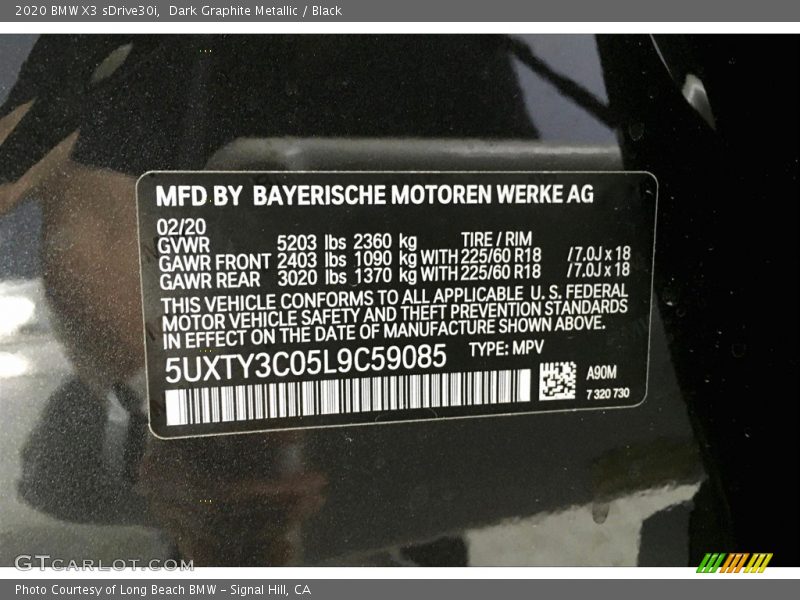 2020 BMW X3 sDrive30i, Dark Graphite Metallic / Black
MFD BY BAYERISCHE MOTOREN WERKE AG
02/20
GVWR 5203 lbs 2360 kg TIRE / RIM
GAWR FRONT 2403 lbs 1090 kg WITH 225/60 R18 /7.0J x 18
GAWR REAR 3020 lbs 1370 kg WITH 225/60 R18 /7.0J x 18
THIS VEHICLE CONFORMS TO ALL APPLICABLE U. S. FEDERAL
MOTOR VEHICLE SAFETY AND THEFT PREVENTION STANDARDS
IN EFFECT ON THE DATE OF MANUFACTURE SHOWN ABOVE.
5UXTY3C05L9C59085 TYPE: MPV
A90M
7 320 730
GTCARLOT.COM
Photo Courtesy of Long Beach BMW - Signal Hill, CA